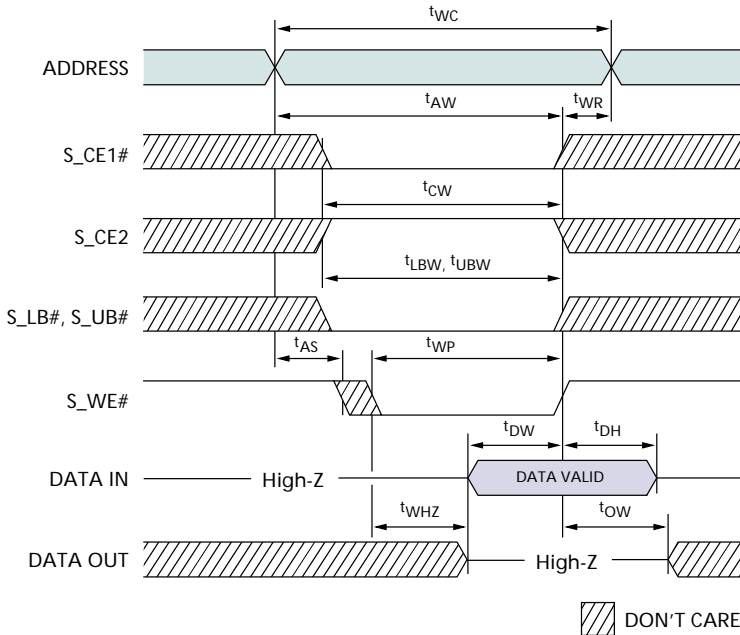 tWC
ADDRESS
tAW
tWR
S_CE1#
tCW
S_CE2
tLBW, tUBW
S_LB#, S_UB#
tAS
tWP
S_WE#
tDW
tDH
DATA IN
High-Z
DATA VALID
tWHZ
tOW
DATA OUT
High-Z
DON'T CARE